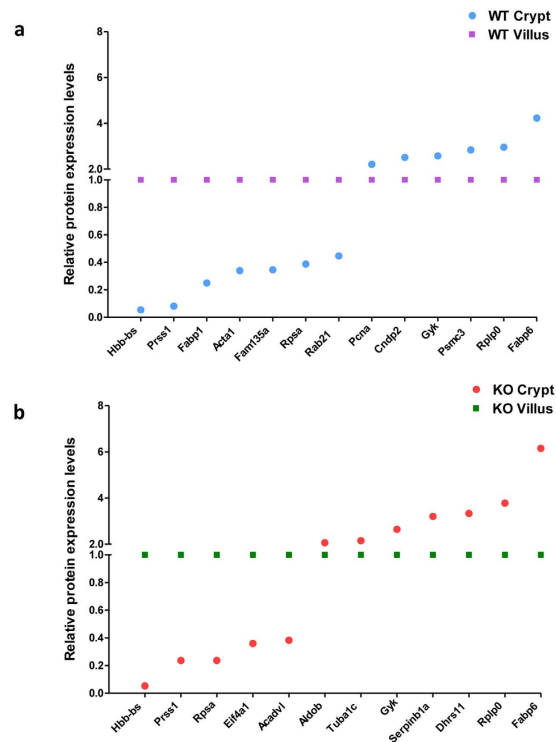 a
WT Crypt
WT Villus
Relative protein expression levels
8
6
4
2.0
1.0
0.8
0.6
0.4
0.2
0.0
Hbb-bs
Prss1
Fabp1
Acta1
Fam135a
Rpsa
Rab21
Pcna
Cndp2
Gyk
Psmc3
Rplp0
Fabp6
b
KO Crypt
KO Villus
Relative protein expression levels
8
6
4
2.0
1.0
0.8
0.6
0.4
0.2
0.0
Hbb-bs
Prss1
Rpsa
Eif4a1
Acadvl
Aldob
Tuba1c
Gyk
Serpinb1a
Dhrs11
Rplp0
Fabp6